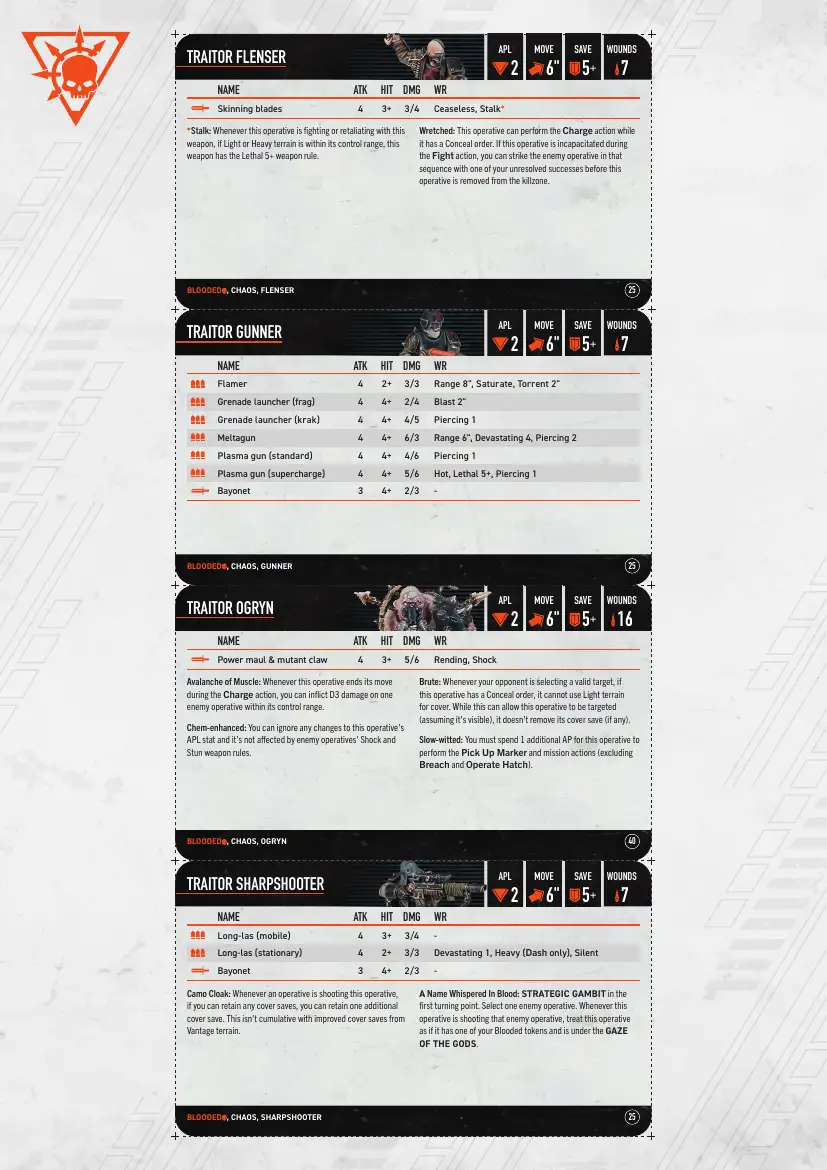 TRAITOR FLENSER
APL MOVE SAVE WOUNDS
2 6" 5+ 7
NAME ATK HIT DMG WR
Skinning blades 4 3+ 3/4 Ceaseless, Stalk*
*Stalk: Whenever this operative is fighting or retaliating with this
weapon, if Light or Heavy terrain is within its control range, this
weapon has the Lethal 5+ weapon rule.
Wretched: This operative can perform the Charge action while
it has a Conceal order. If this operative is incapacitated during
the Fight action, you can strike the enemy operative in that
sequence with one of your unresolved successes before this
operative is removed from the killzone.
BLOODED, CHAOS, FLENSER 25
TRAITOR GUNNER
APL MOVE SAVE WOUNDS
2 6" 5+ 7
NAME ATK HIT DMG WR
Flamer 4 2+ 3/3 Range 8", Saturate, Torrent 2"
Grenade launcher (frag) 4 4+ 2/4 Blast 2"
Grenade launcher (krak) 4 4+ 4/5 Piercing 1
Meltagun 4 4+ 6/3 Range 6", Devastating 4, Piercing 2
Plasma gun (standard) 4 4+ 4/6 Piercing 1
Plasma gun (supercharge) 4 4+ 5/6 Hot, Lethal 5+, Piercing 1
Bayonet 3 4+ 2/3 -
BLOODED, CHAOS, GUNNER 25
TRAITOR OGRYN
APL MOVE SAVE WOUNDS
2 6" 5+ 16
NAME ATK HIT DMG WR
Power maul & mutant claw 4 3+ 5/6 Rending, Shock
Avalanche of Muscle: Whenever this operative ends its move
during the Charge action, you can inflict D3 damage on one
enemy operative within its control range.
Chem-enhanced: You can ignore any changes to this operative's
APL stat and it's not affected by enemy operatives' Shock and
Stun weapon rules.
Brute: Whenever your opponent is selecting a valid target, if
this operative has a Conceal order, it cannot use Light terrain
for cover. While this can allow this operative to be targeted
(assuming it's visible), it doesn't remove its cover save (if any).
Slow-witted: You must spend 1 additional AP for this operative to
perform the Pick Up Marker and mission actions (excluding
Breach and Operate Hatch).
BLOODED, CHAOS, OGRYN 40
TRAITOR SHARPSHOOTER
APL MOVE SAVE WOUNDS
2 6" 5+ 7
NAME ATK HIT DMG WR
Long-las (mobile) 4 3+ 3/4 -
Long-las (stationary) 4 2+ 3/3 Devastating 1, Heavy (Dash only), Silent
Bayonet 3 4+ 2/3 -
Camo Cloak: Whenever an operative is shooting this operative,
if you can retain any cover saves, you can retain one additional
cover save. This isn't cumulative with improved cover saves from
Vantage terrain.
A Name Whispered In Blood: STRATEGIC GAMBIT in the
first turning point. Select one enemy operative. Whenever this
operative is shooting that enemy operative, treat this operative
as if it has one of your Blooded tokens and is under the GAZE
OF THE GODS.
BLOODED, CHAOS, SHARPSHOOTER 25